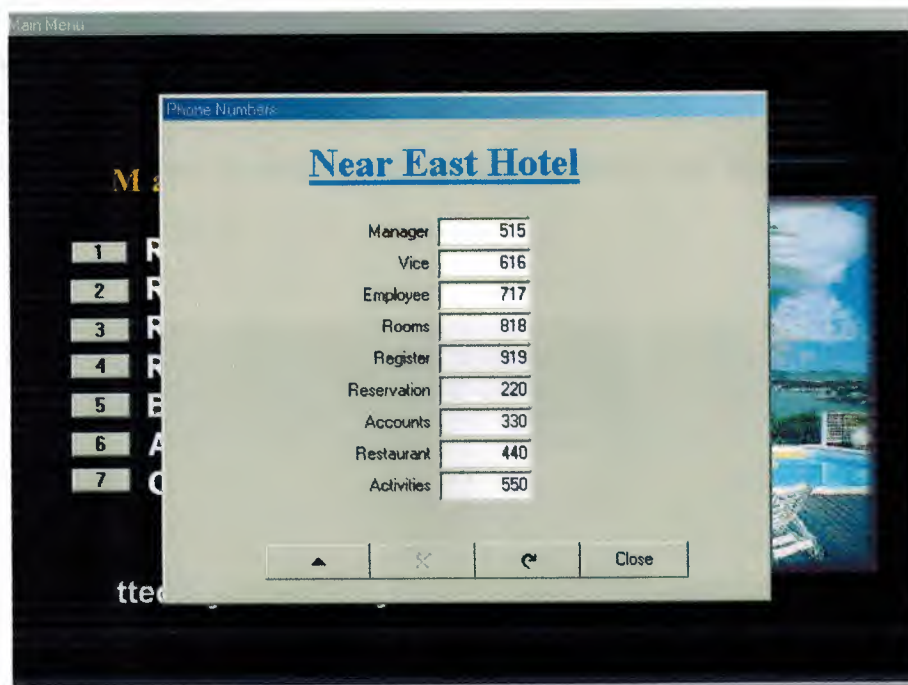 Main Menu
Phone Numbers
Near East Hotel
M a
Manager 515
1 R
Vice 616
2 R
Employee 717
3 R
Rooms 818
4 R
Register 919
5 B
Reservation 220
6 A
Accounts 330
7
Restaurant 440
Activities 550
Close
tte